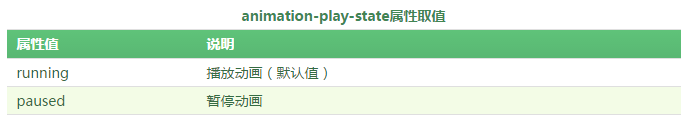 animation-play-state属性取值
属性值 说明
running 播放动画（默认值）
paused 暂停动画